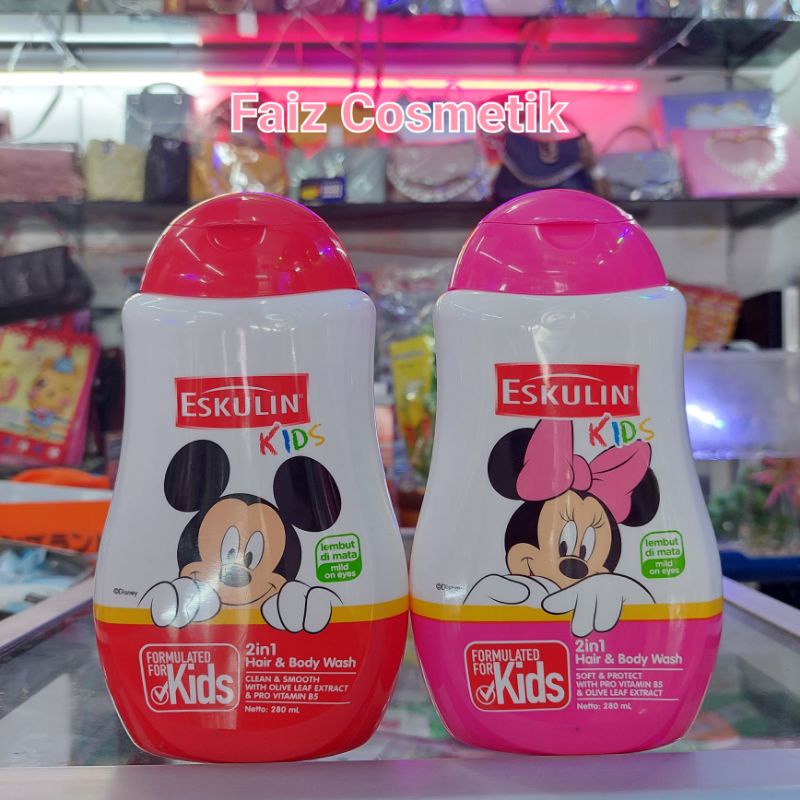 Faiz Cosmetik
ESKULIN®
KIDS
lembut
di mata
mild
on eyes
©Disney
FORMULATED
FOR
Kids
2in1
Hair & Body Wash
CLEAN & SMOOTH
WITH OLIVE LEAF EXTRACT
& PRO VITAMIN B5
Netto: 280 mL
ESKULIN®
KIDS
lembut
di mata
mild
on eyes
©Disney
FORMULATED
FOR
Kids
2in1
Hair & Body Wash
SOFT & PROTECT
WITH PRO VITAMIN B5
& OLIVE LEAF EXTRACT
Netto: 280 mL